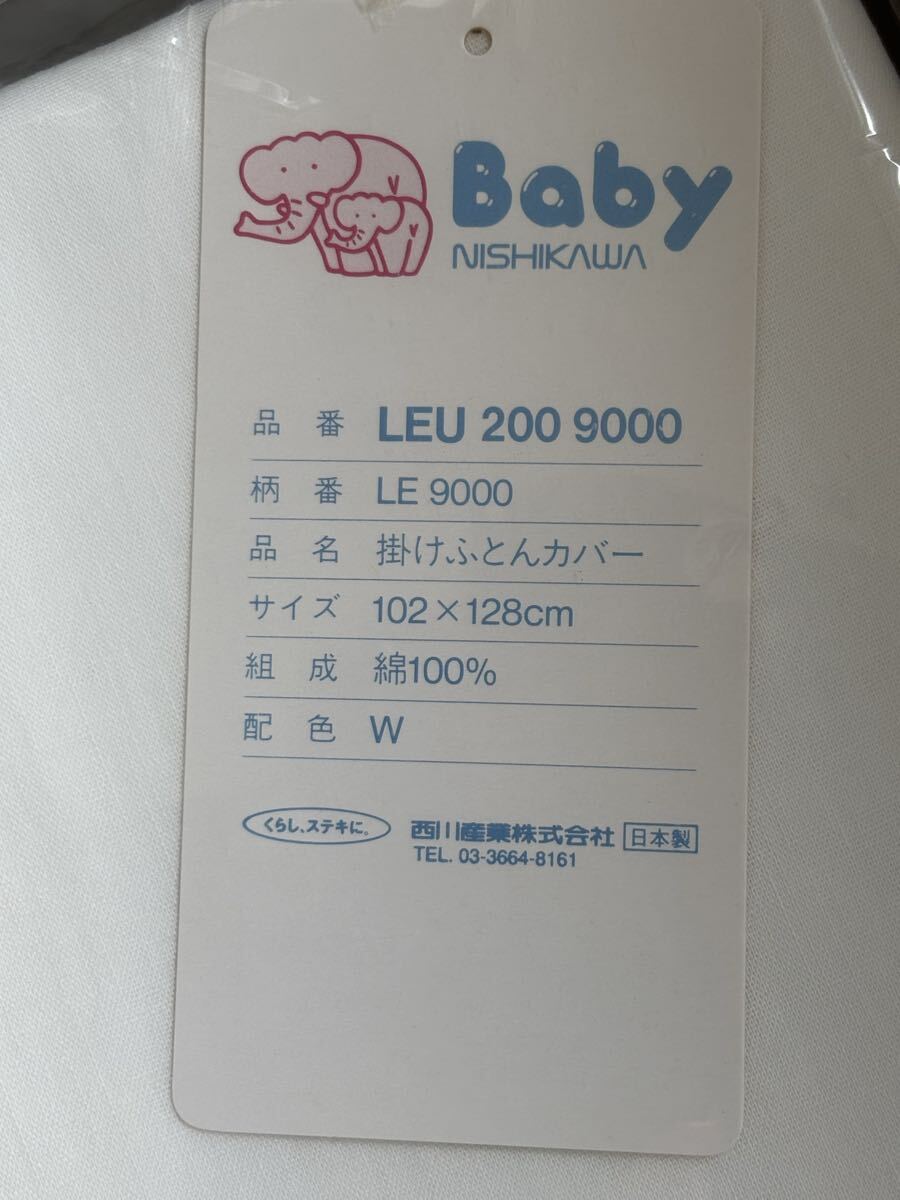 Baby
NISHIKAWA
品番 LEU 200 9000
柄番 LE 9000
品名 掛けふとんカバー
サイズ 102×128cm
組成 綿100%
配色 W
くらし、ステキに。 西川産業株式会社 日本製
TEL. 03-3664-8161